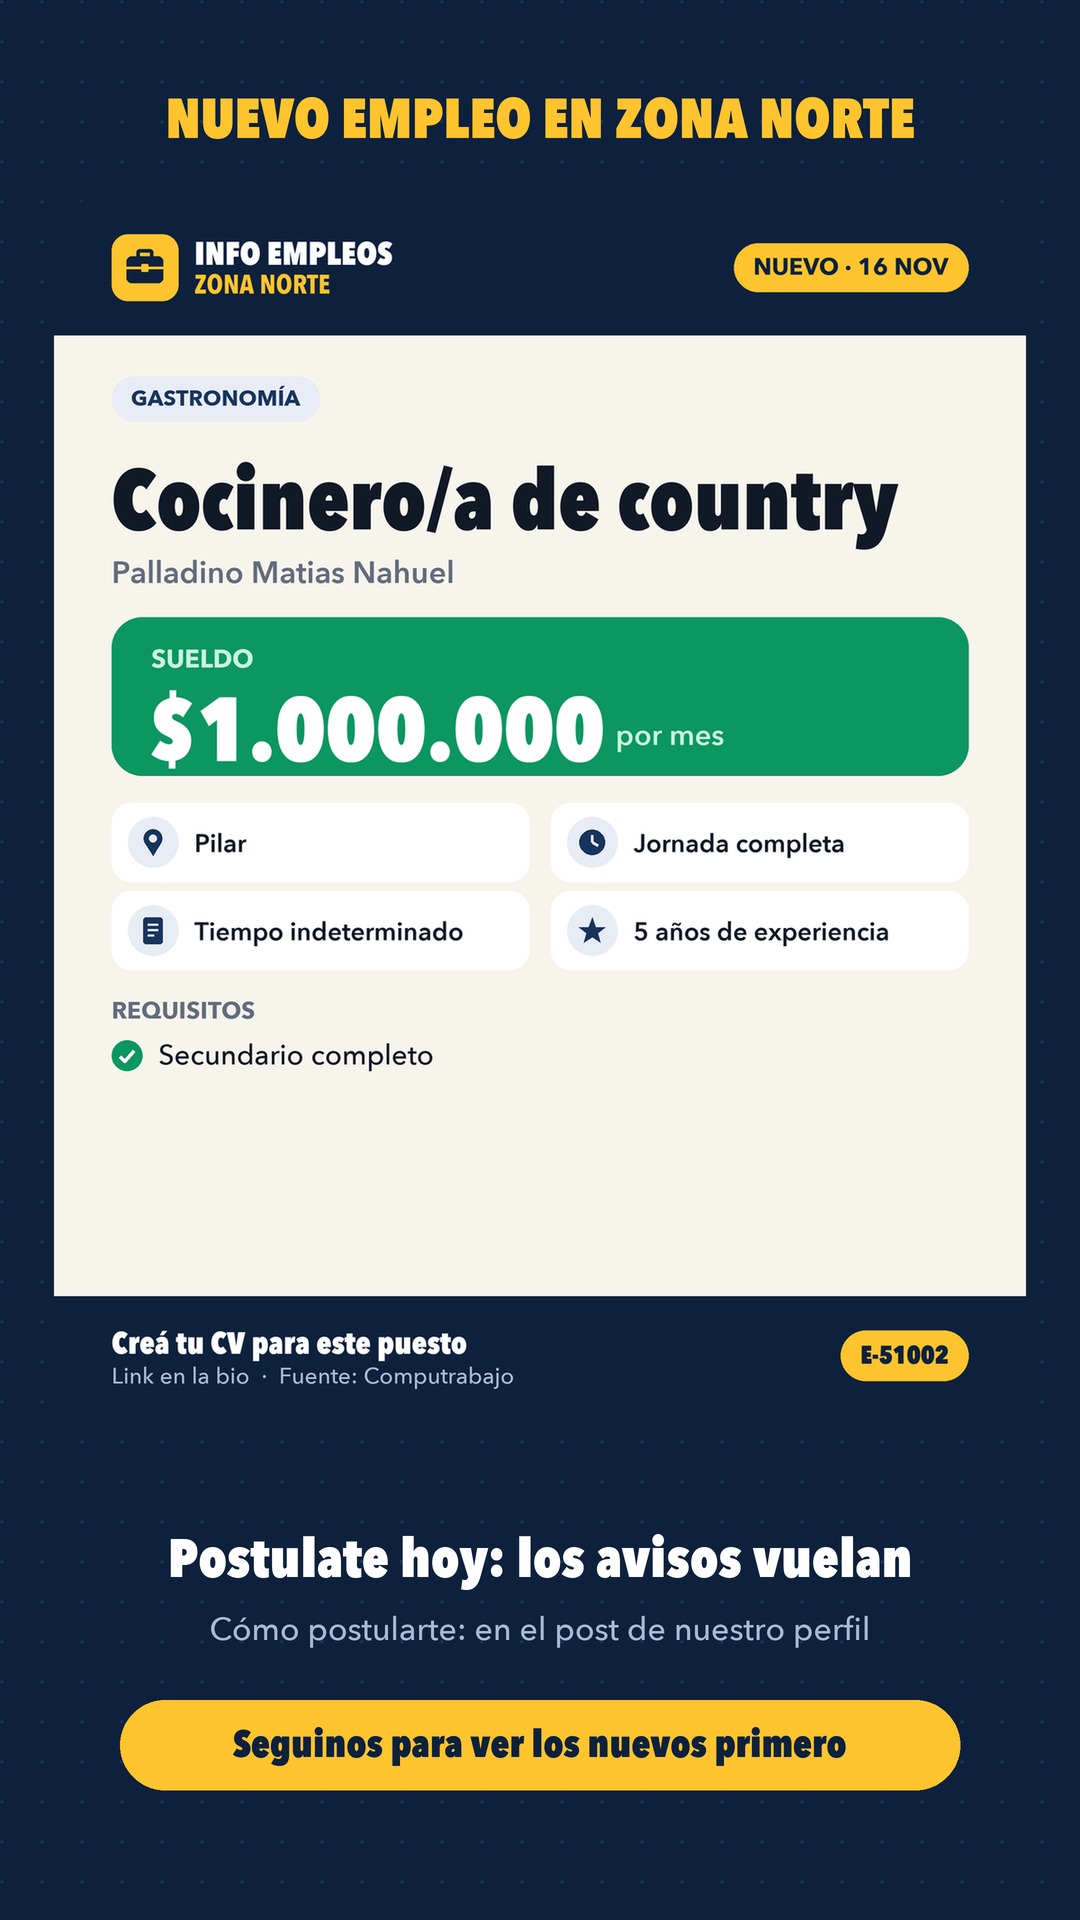 NUEVO EMPLEO EN ZONA NORTE
INFO EMPLEOS
ZONA NORTE
NUEVO · 16 NOV
GASTRONOMÍA
Cocinero/a de country
Palladino Matias Nahuel
SUELDO
$1.000.000 por mes
Pilar
Jornada completa
Tiempo indeterminado
5 años de experiencia
REQUISITOS
Secundario completo
Creá tu CV para este puesto
Link en la bio · Fuente: Computrabajo
E-51002
Postulate hoy: los avisos vuelan
Cómo postularte: en el post de nuestro perfil
Seguinos para ver los nuevos primero